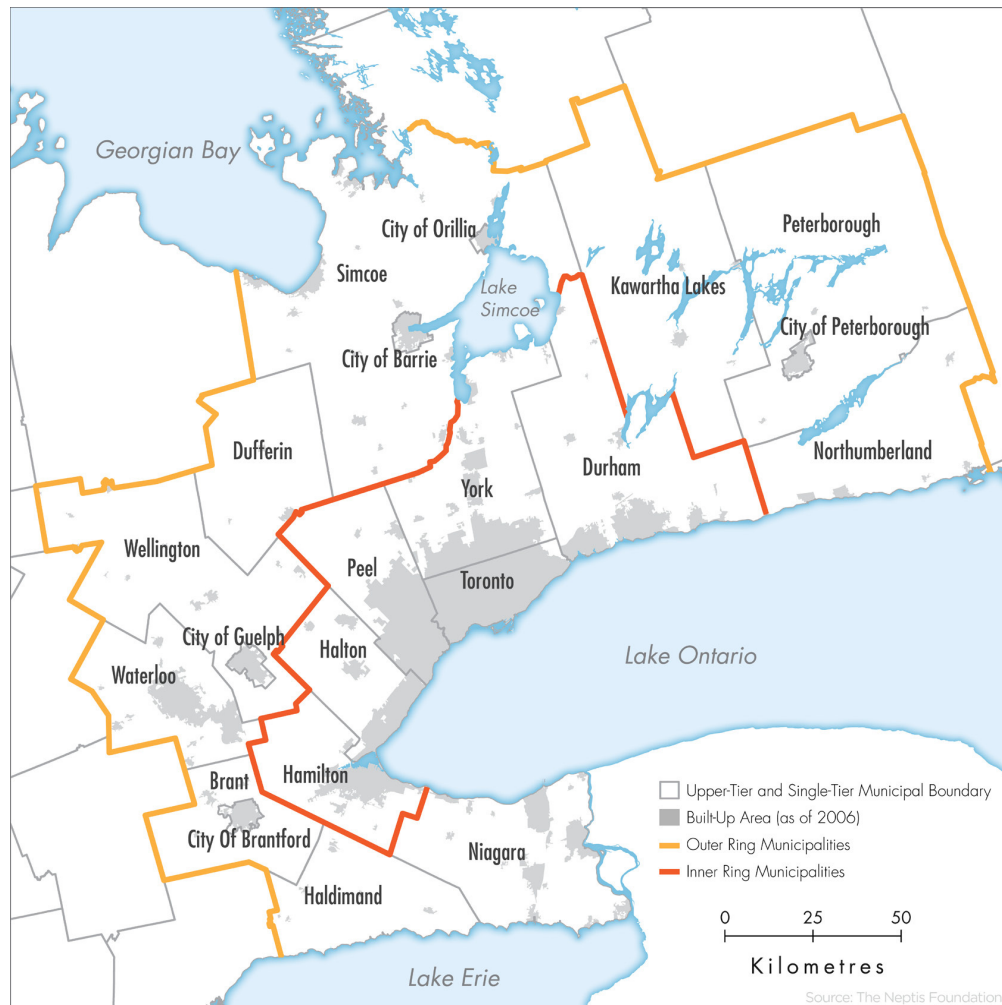 Georgian Bay
City of Orillia
Simcoe
Lake
Simcoe
Kawartha Lakes
Peterborough
City of Peterborough
City of Barrie
Dufferin
York
Durham
Northumberland
Wellington
Peel
Toronto
City of Guelph
Halton
Waterloo
Lake Ontario
Hamilton
Brant
City Of Brantford
Niagara
Haldimand
Lake Erie
Upper-Tier and Single-Tier Municipal Boundary
Built-Up Area (as of 2006)
Outer Ring Municipalities
Inner Ring Municipalities
0 25 50
Kilometres
Source: The Neptis Foundation